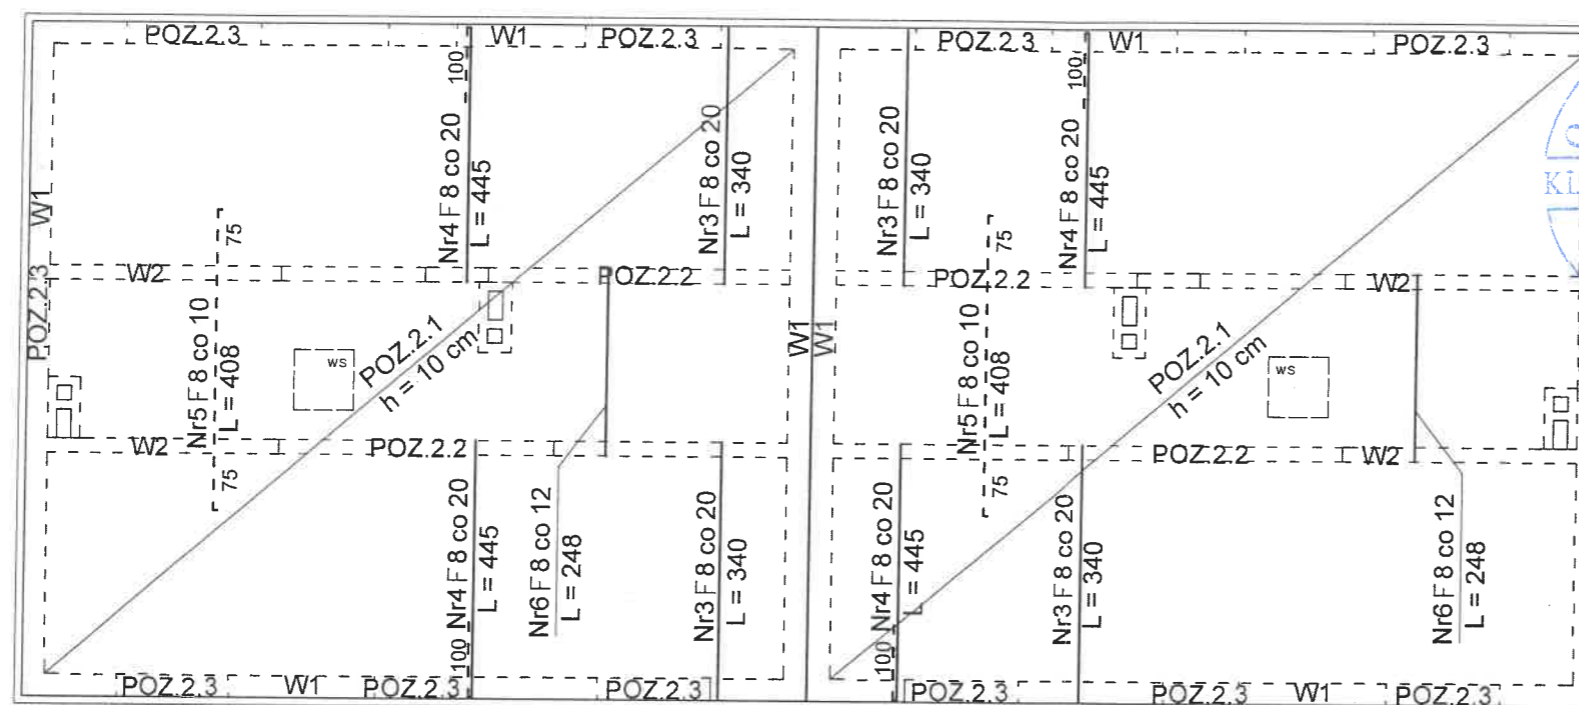 POZ.2.3
W1
POZ.2.3
POZ.2.3
W1
POZ.2.3
100
100
Nr4 F 8 co 20
L = 445
Nr3 F 8 co 20
L = 340
Nr3 F 8 co 20
L = 340
Nr4 F 8 co 20
L = 445
W1
75
75
KL
W2
POZ.2.2
POZ.2.2
W2
POZ.2.3
Nr5 F 8 co 10
L = 408
ws
POZ.2.1
h = 10 cm
W1
W1
Nr5 F 8 co 10
L = 408
POZ.2.1
h = 10 cm
ws
W2
POZ.2.2
POZ.2.2
W2
75
75
Nr4 F 8 co 20
L = 445
Nr6 F 8 co 12
L = 248
Nr3 F 8 co 20
L = 340
Nr4 F 8 co 20
L = 445
Nr3 F 8 co 20
L = 340
Nr6 F 8 co 12
L = 248
100
100
POZ.2.3
W1
POZ.2.3
POZ.2.3
POZ.2.3
POZ.2.3
W1
POZ.2.3